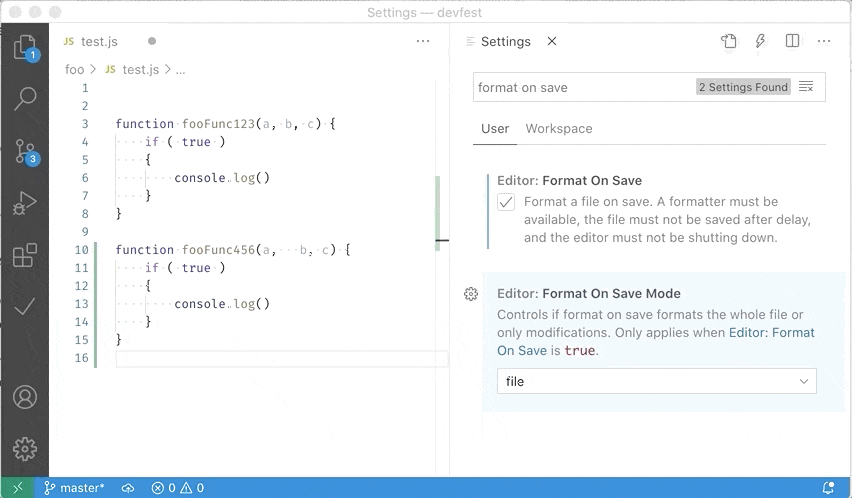 Settings — devfest
JS test.js
foo > JS test.js > ...
1
2
3 function fooFunc123(a, b, c) {
4 if ( true )
5 {
6 console.log()
7 }
8 }
9
10 function fooFunc456(a, b, c) {
11 if ( true )
12 {
13 console.log()
14 }
15 }
16
Settings
format on save
2 Settings Found
User Workspace
Editor: Format On Save
Format a file on save. A formatter must be
available, the file must not be saved after delay,
and the editor must not be shutting down.
Editor: Format On Save Mode
Controls if format on save formats the whole file or
only modifications. Only applies when Editor: Format
On Save is true.
file
1
3
master* 0 0